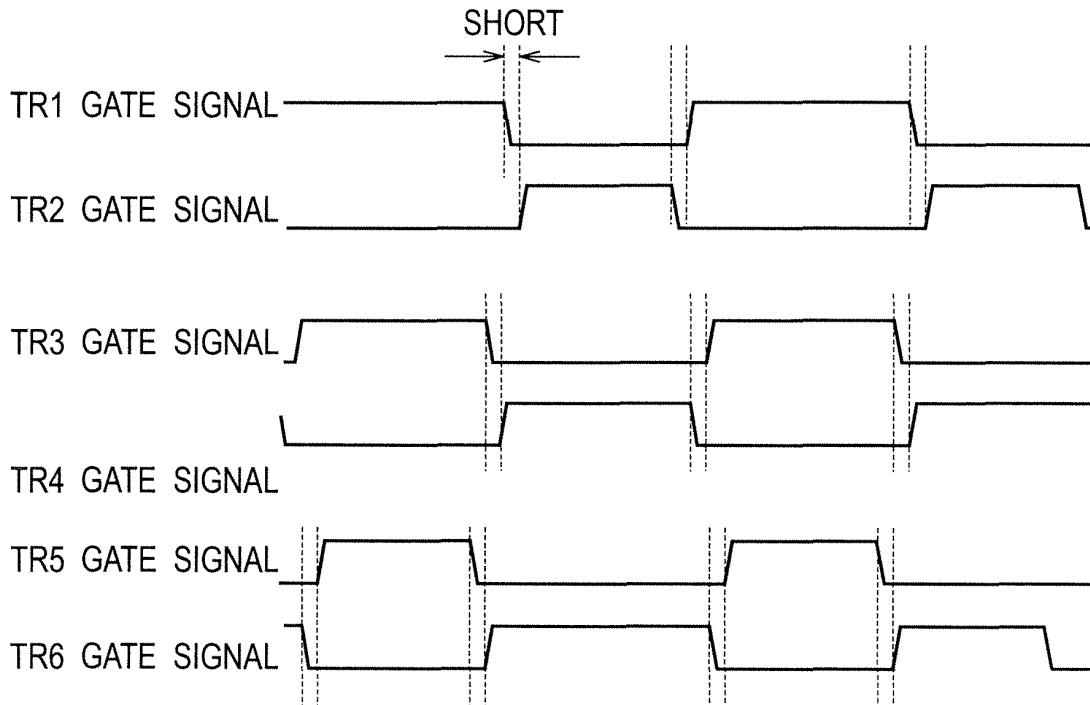 SHORT
TR1 GATE SIGNAL
TR2 GATE SIGNAL
TR3 GATE SIGNAL
TR4 GATE SIGNAL
TR5 GATE SIGNAL
TR6 GATE SIGNAL